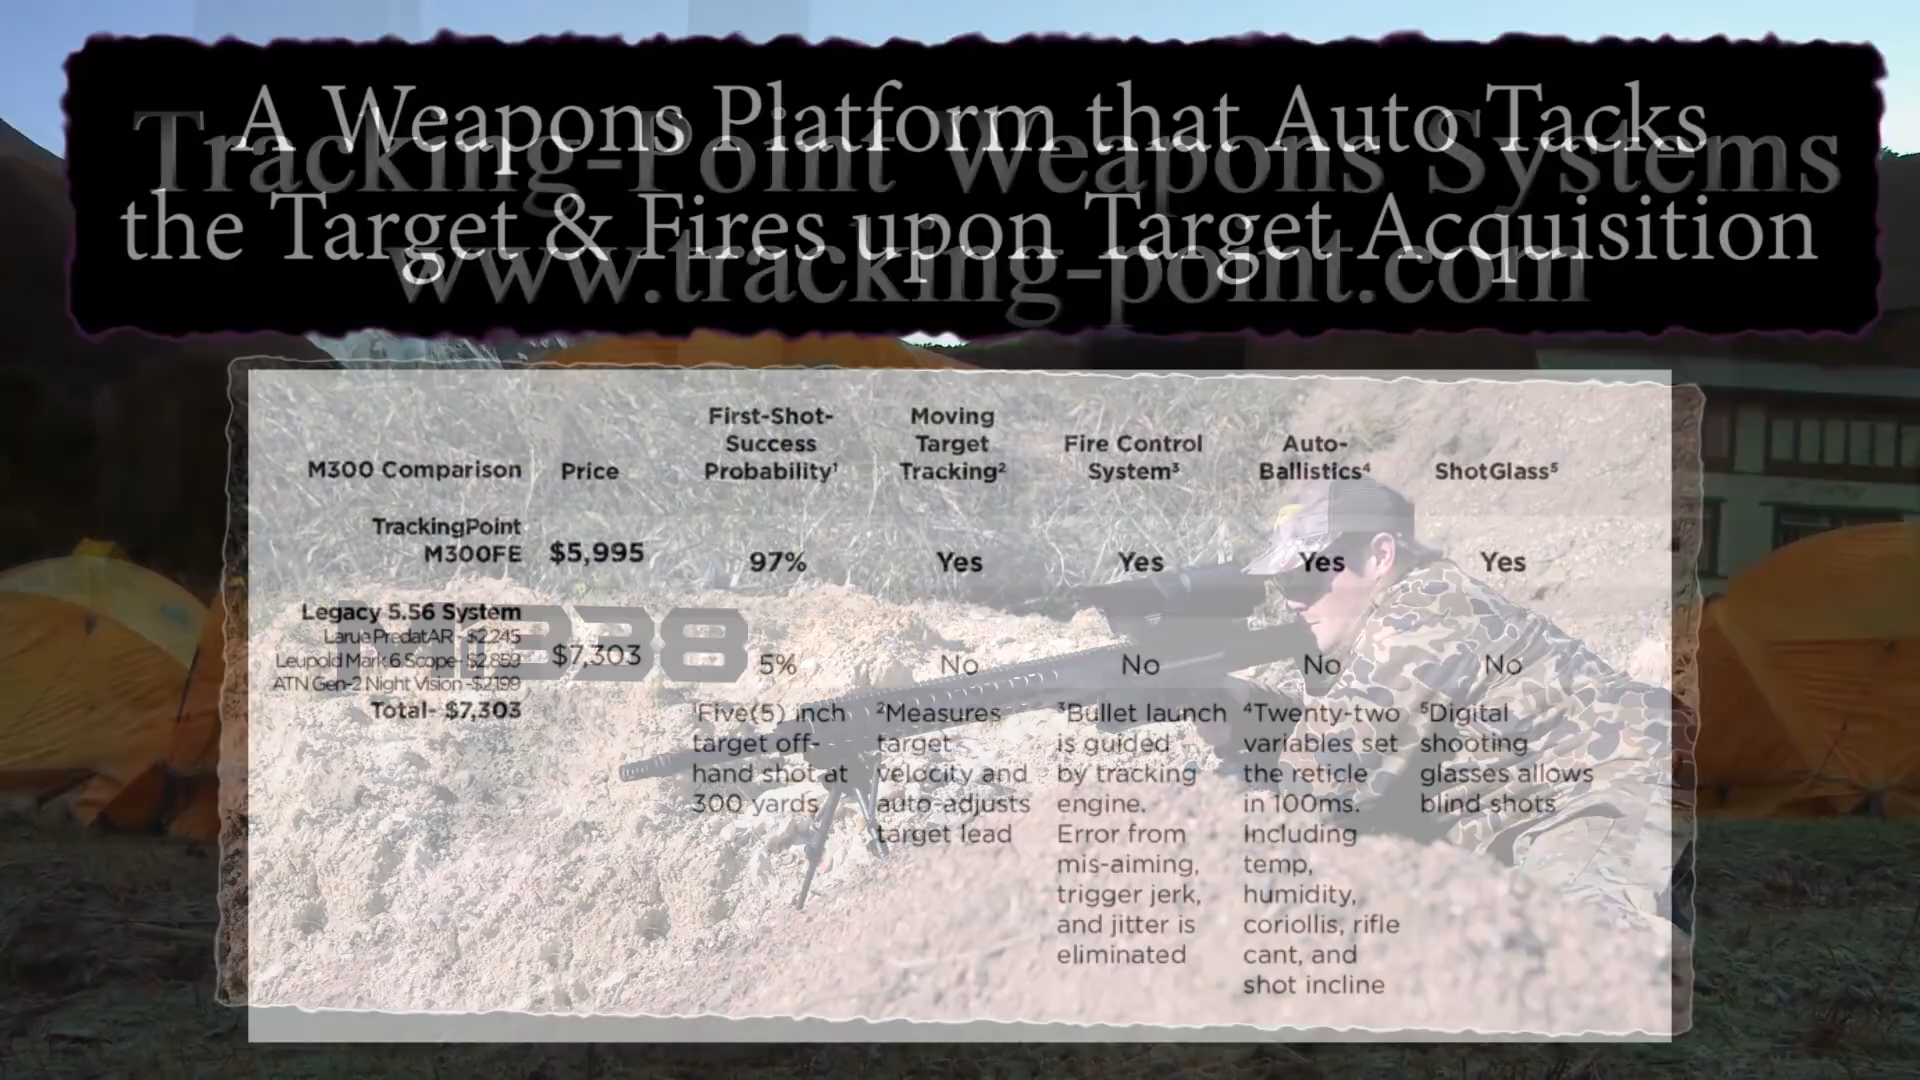 A Weapons Platform that Auto Tacks
Tracking-Point Weapons Systems
the Target & Fires upon Target Acquisition
www.tracking-point.com
M300 Comparison
Price
First-Shot-
Success
Probability¹
Moving
Target
Tracking²
Fire Control
System³
Auto-
Ballistics⁴
ShotGlass⁵
TrackingPoint
M300FE
$5,995
97%
Yes
Yes
Yes
Yes
Legacy 5.56 System
Larue PredatAR - $2,245
Leupold Mark 6 Scope- $2,859
ATN Gen-2 Night Vision -$2199
Total- $7,303
$7,303
5%
No
No
No
No
338
¹Five(5) inch
target off-
hand shot at
300 yards
²Measures
target
velocity and
auto-adjusts
target lead
³Bullet launch
is guided
by tracking
engine.
Error from
mis-aiming,
trigger jerk,
and jitter is
eliminated
⁴Twenty-two
variables set
the reticle
in 100ms.
Including
temp,
humidity,
coriollis, rifle
cant, and
shot incline
⁵Digital
shooting
glasses allows
blind shots